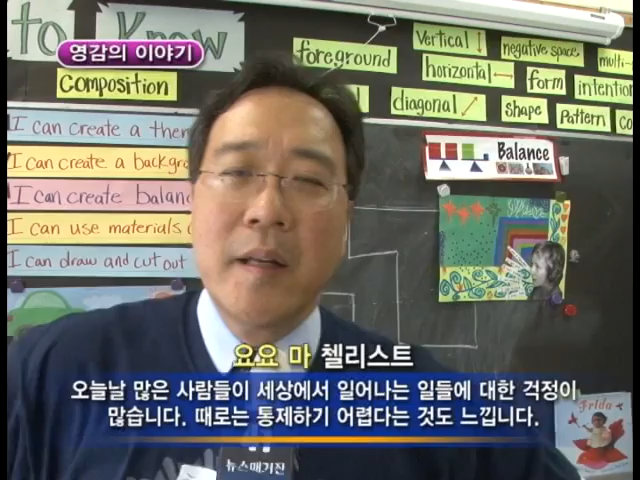 to Know
영감의 이야기
Composition
I can create a them
I can create a backgro
I can create balanc
I can use materials
I can draw and cut out
foreground
Vertical
negative space
multi-
horizontal
form
intention
diagonal
shape
Pattern
Co
Balance
Frida
요요 마 첼리스트
오늘날 많은 사람들이 세상에서 일어나는 일들에 대한 걱정이
많습니다. 때로는 통제하기 어렵다는 것도 느낍니다.
뉴스매거진